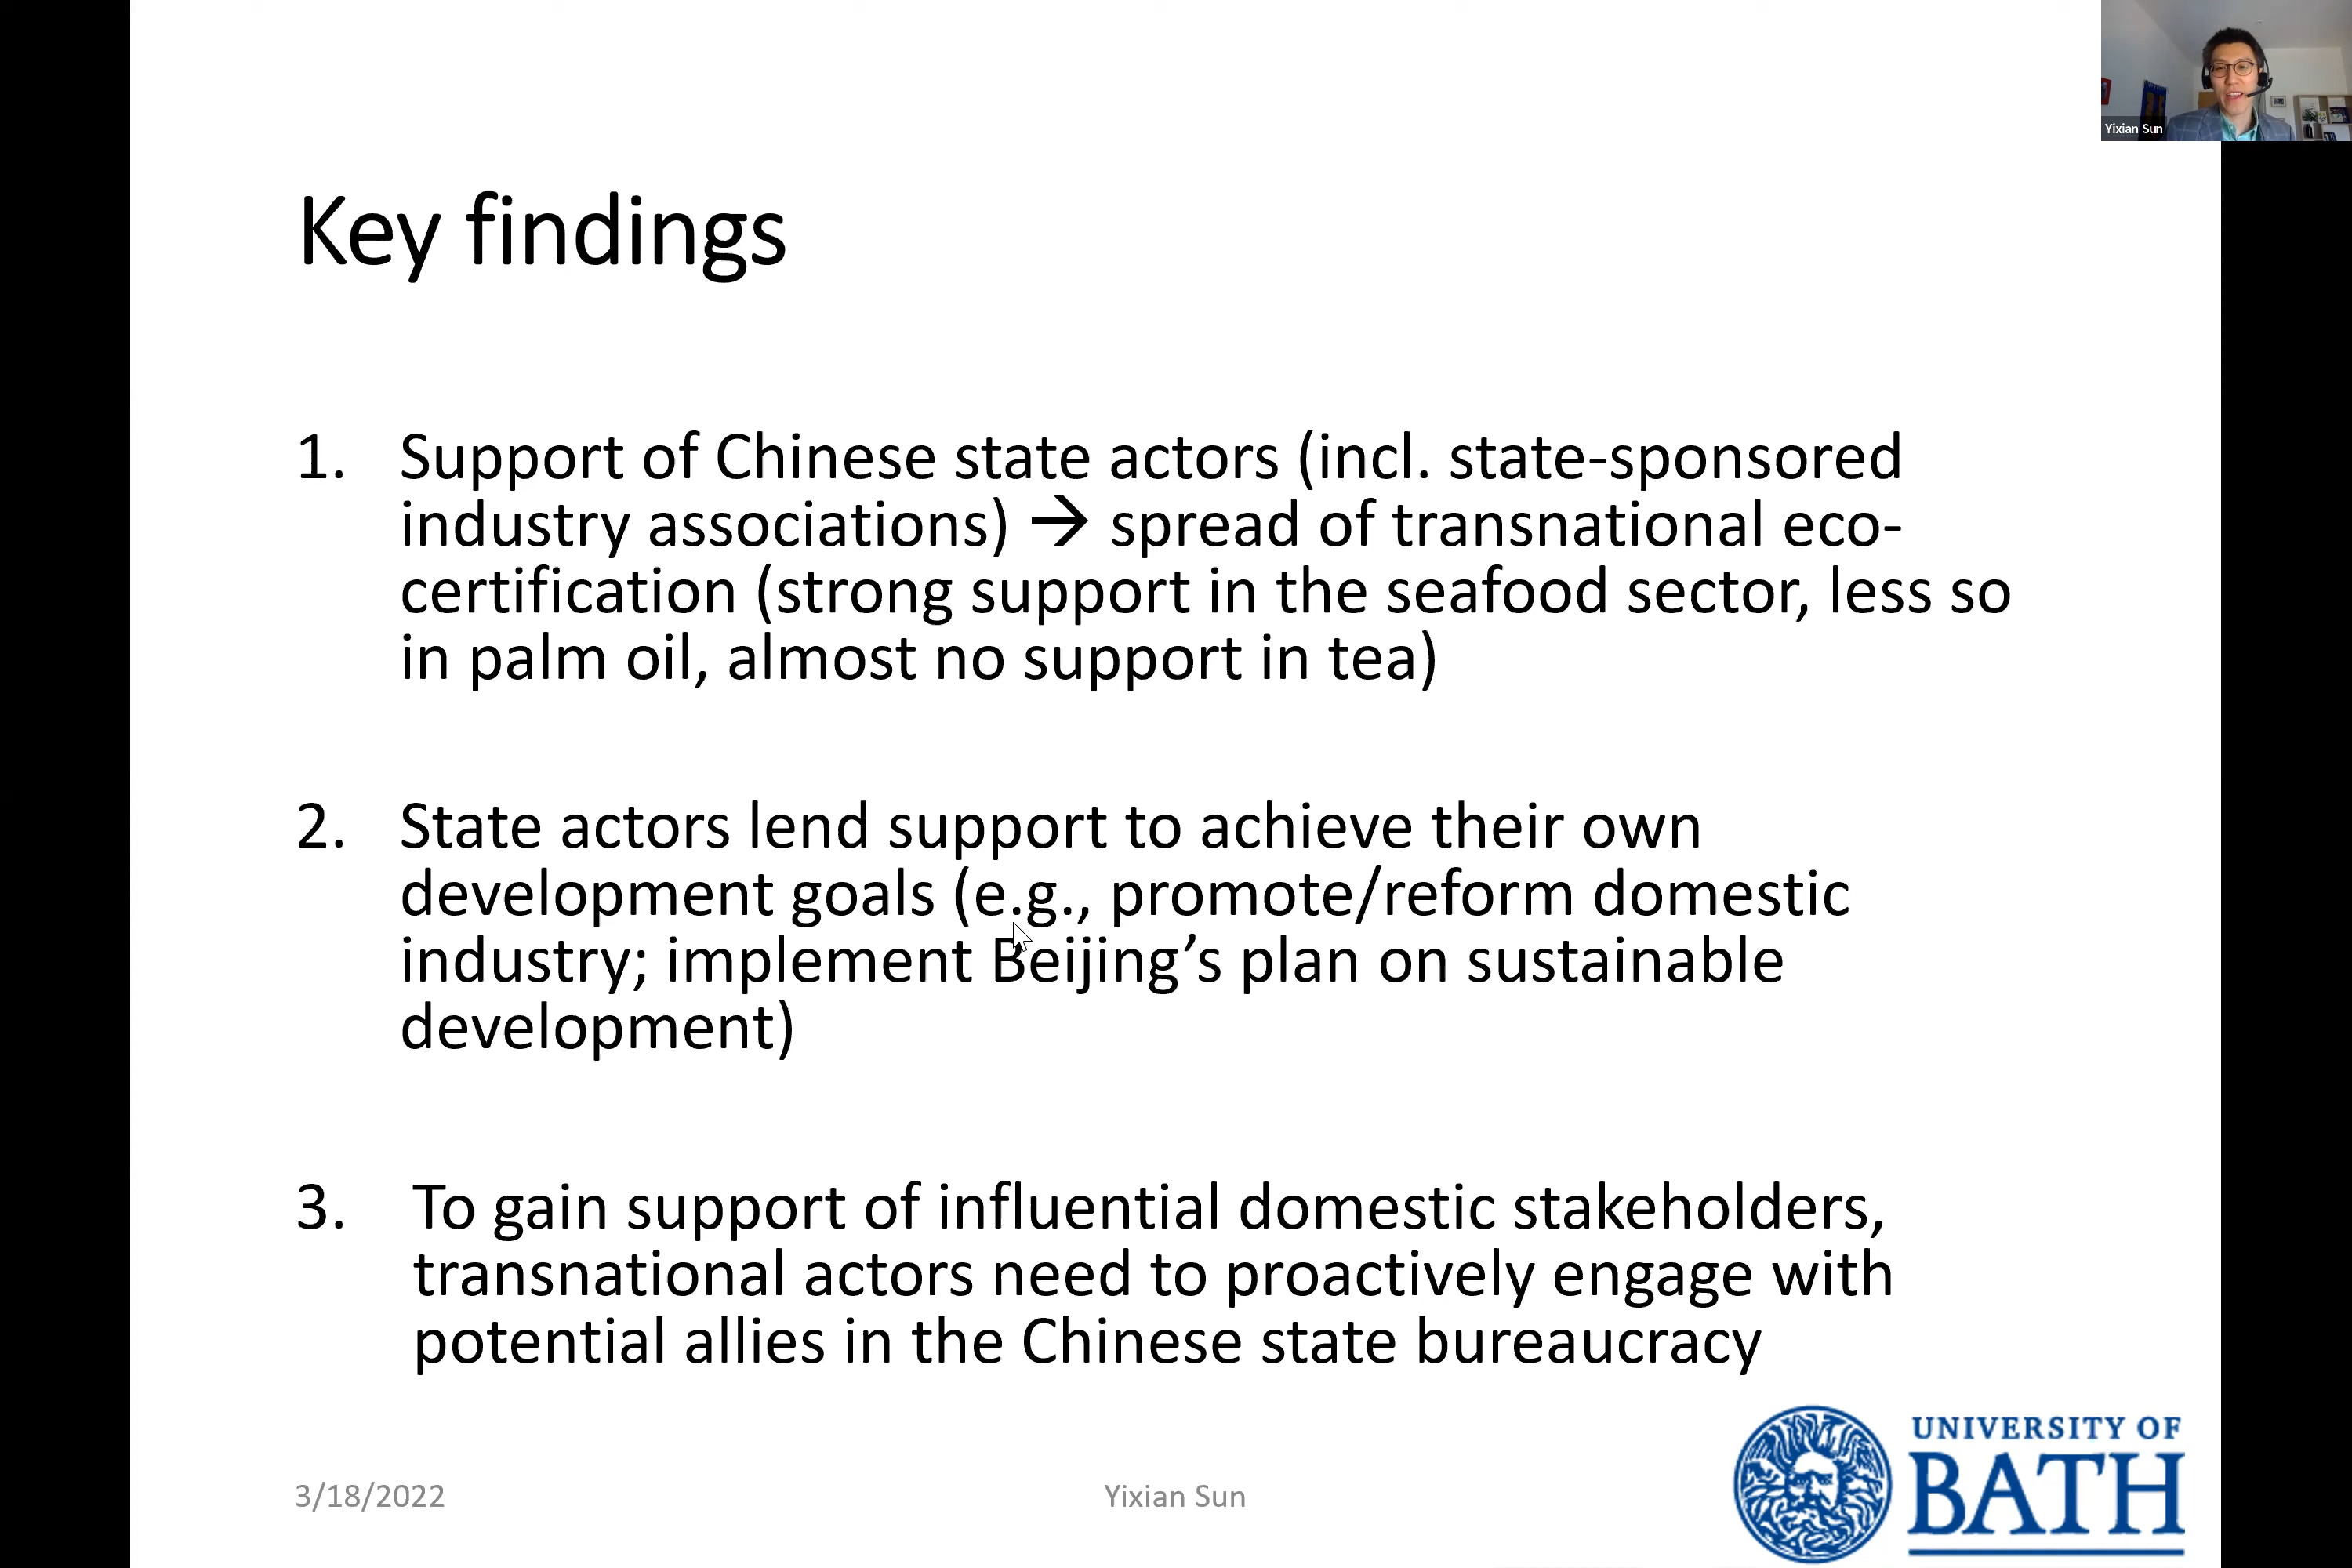 Yixian Sun
Key findings
1. Support of Chinese state actors (incl. state-sponsored
industry associations) → spread of transnational eco-
certification (strong support in the seafood sector, less so
in palm oil, almost no support in tea)
2. State actors lend support to achieve their own
development goals (e.g., promote/reform domestic
industry; implement Beijing’s plan on sustainable
development)
3. To gain support of influential domestic stakeholders,
transnational actors need to proactively engage with
potential allies in the Chinese state bureaucracy
3/18/2022
Yixian Sun
UNIVERSITY OF
BATH